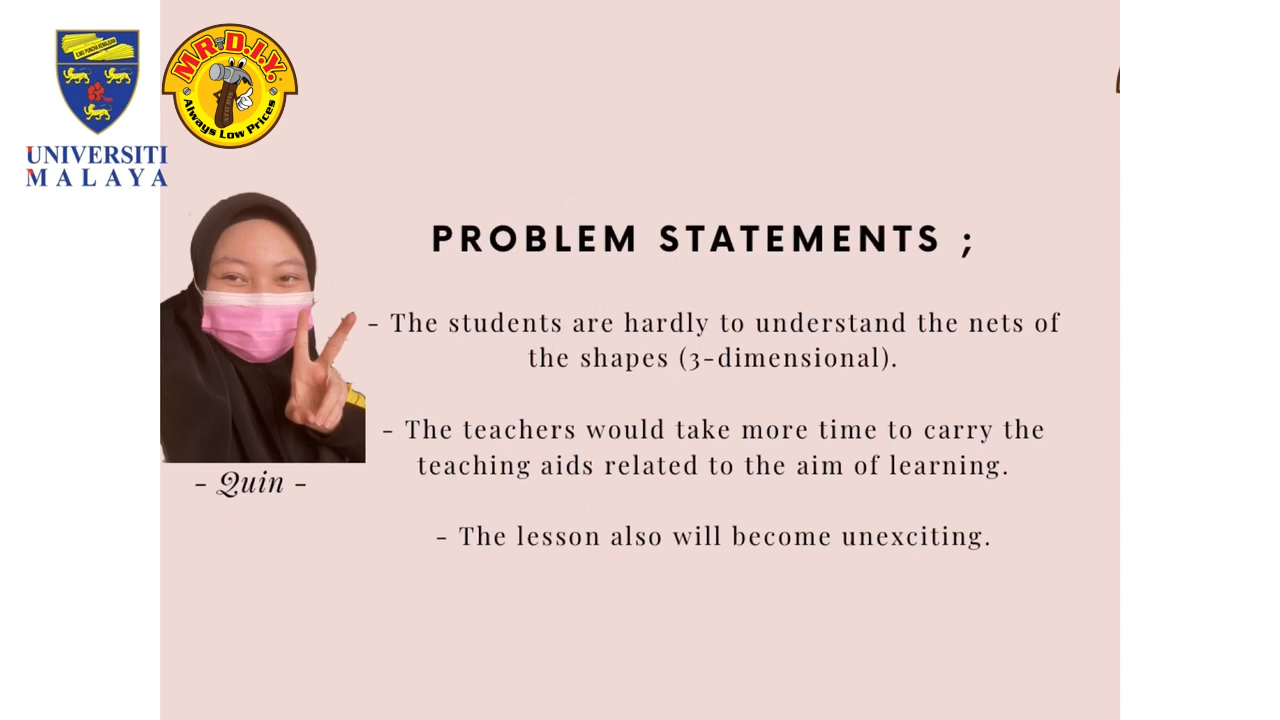 UNIVERSITI
MALAYA
MR.D.I.Y.
Always Low Prices
PROBLEM STATEMENTS ;
- The students are hardly to understand the nets of
the shapes (3-dimensional).
- The teachers would take more time to carry the
teaching aids related to the aim of learning.
- The lesson also will become unexciting.
- Quin -